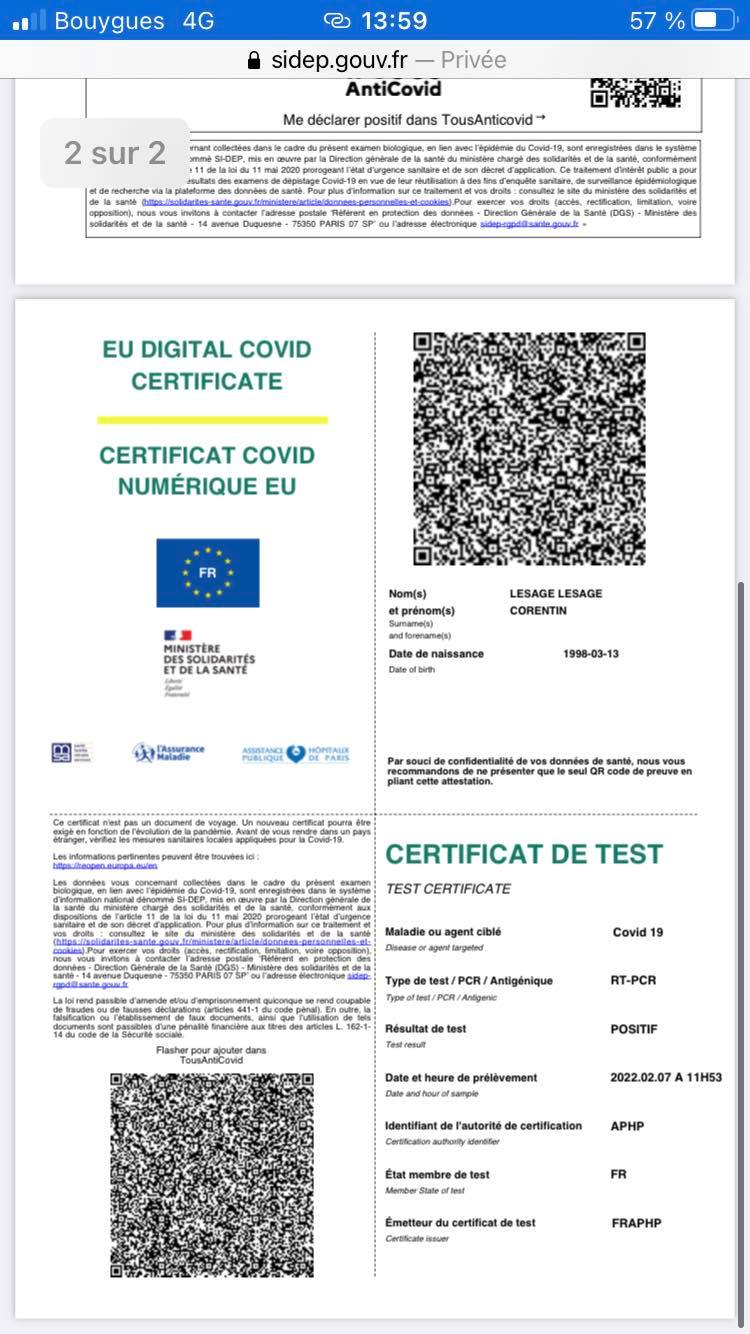 Bouygues 4G 13:59 57 %
sidep.gouv.fr — Privée
AntiCovid
Me déclarer positif dans TousAnticovid →
2 sur 2
collectées dans le cadre du présent examen biologique, en lien avec l'épidémie du Covid-19, sont enregistrées dans le système
SI-DEP, mis en œuvre par la Direction générale de la santé du ministère chargé des solidarités et de la santé, conformément
11 de la loi du 11 mai 2020 prorogeant l'état d'urgence sanitaire et de son décret d'application. Ce traitement d'intérêt public a pour
résultats des examens de dépistage Covid-19 en vue de leur réutilisation à des fins d'enquête sanitaire, de surveillance épidémiologique
et de recherche via la plateforme des données de santé. Pour plus d'information sur ce traitement et vos droits : consultez le site du ministère des solidarités et
de la santé (https://solidarites-sante.gouv.fr/ministere/article/donnees-personnelles-et-cookies).Pour exercer vos droits (accès, rectification, limitation, voire
opposition), nous vous invitons à contacter l'adresse postale 'Référent en protection des données - Direction Générale de la Santé (DGS) - Ministère des
solidarités et de la santé - 14 avenue Duquesne - 75350 PARIS 07 SP' ou l'adresse électronique sidep-rgpd@sante.gouv.fr »
EU DIGITAL COVID
CERTIFICATE
CERTIFICAT COVID
NUMÉRIQUE EU
FR
MINISTÈRE
DES SOLIDARITÉS
ET DE LA SANTÉ
Liberté
Égalité
Fraternité
l'Assurance
Maladie
ASSISTANCE HÔPITAUX
PUBLIQUE DE PARIS
Nom(s) LESAGE LESAGE
et prénom(s) CORENTIN
Surname(s)
and forename(s)
Date de naissance 1998-03-13
Date of birth
Par souci de confidentialité de vos données de santé, nous vous
recommandons de ne présenter que le seul QR code de preuve en
pliant cette attestation.
Ce certificat n'est pas un document de voyage. Un nouveau certificat pourra être
exigé en fonction de l'évolution de la pandémie. Avant de vous rendre dans un pays
étranger, vérifiez les mesures sanitaires locales appliquées pour la Covid-19.
Les informations pertinentes peuvent être trouvées ici :
https://reopen.europa.eu/en
Les données vous concernant collectées dans le cadre du présent examen
biologique, en lien avec l'épidémie du Covid-19, sont enregistrées dans le système
d'information national dénommé SI-DEP, mis en œuvre par la Direction générale de
la santé du ministère chargé des solidarités et de la santé, conformément aux
dispositions de l'article 11 de la loi du 11 mai 2020 prorogeant l'état d'urgence
sanitaire et de son décret d'application. Pour plus d'information sur ce traitement et
vos droits : consultez le site du ministère des solidarités et de la santé
(https://solidarites-sante.gouv.fr/ministere/article/donnees-personnelles-et-
cookies).Pour exercer vos droits (accès, rectification, limitation, voire opposition),
nous vous invitons à contacter l'adresse postale 'Référent en protection des
données - Direction Générale de la Santé (DGS) - Ministère des solidarités et de la
santé - 14 avenue Duquesne - 75350 PARIS 07 SP' ou l'adresse électronique sidep-
rgpd@sante.gouv.fr
La loi rend passible d'amende et/ou d'emprisonnement quiconque se rend coupable
de fraudes ou de fausses déclarations (articles 441-1 du code pénal). En outre, la
falsification ou l'établissement de faux documents, ainsi que l'utilisation de tels
documents sont passibles d'une pénalité financière aux titres des articles L. 162-1-
14 du code de la Sécurité sociale.
Flasher pour ajouter dans
TousAntiCovid
CERTIFICAT DE TEST
TEST CERTIFICATE
Maladie ou agent ciblé Covid 19
Disease or agent targeted
Type de test / PCR / Antigénique RT-PCR
Type of test / PCR / Antigenic
Résultat de test POSITIF
Test result
Date et heure de prélèvement 2022.02.07 A 11H53
Date and hour of sample
Identifiant de l'autorité de certification APHP
Certification authority identifier
État membre de test FR
Member State of test
Émetteur du certificat de test FRAPHP
Certificate issuer